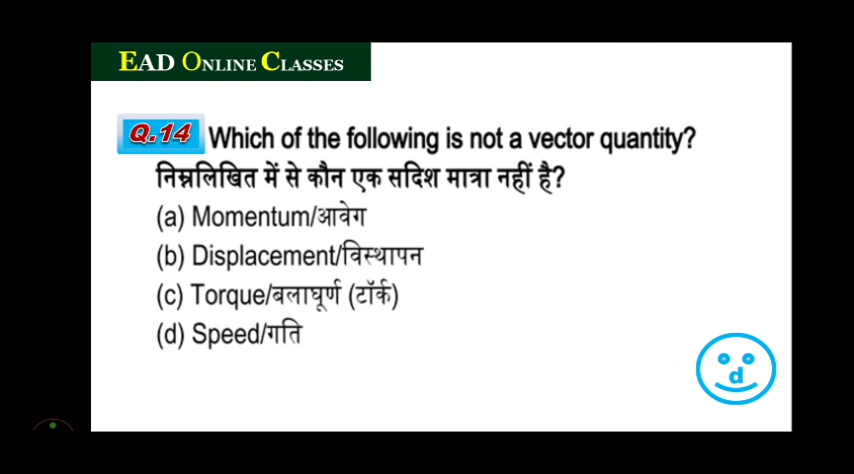 EAD ONLINE CLASSES
Q.14 Which of the following is not a vector quantity?
निम्नलिखित में से कौन एक सदिश मात्रा नहीं है?
(a) Momentum/आवेग
(b) Displacement/विस्थापन
(c) Torque/बलाघूर्ण (टॉर्क)
(d) Speed/गति
d